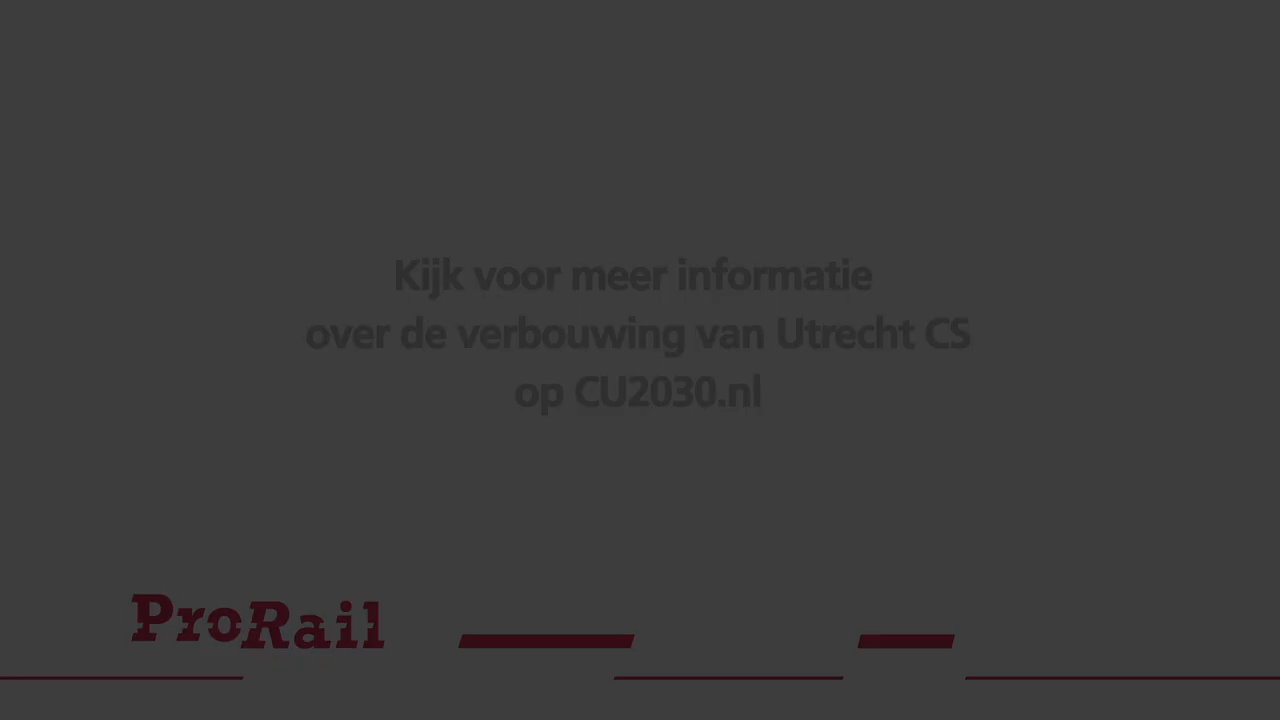 Kijk voor meer informatie
over de verbouwing van Utrecht CS
op CU2030.nl
ProRail